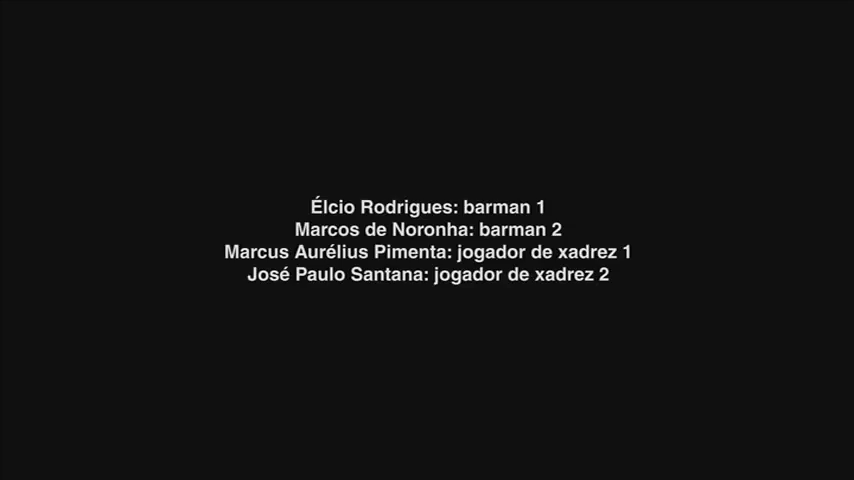 Élcio Rodrigues: barman 1
Marcos de Noronha: barman 2
Marcus Aurélius Pimenta: jogador de xadrez 1
José Paulo Santana: jogador de xadrez 2